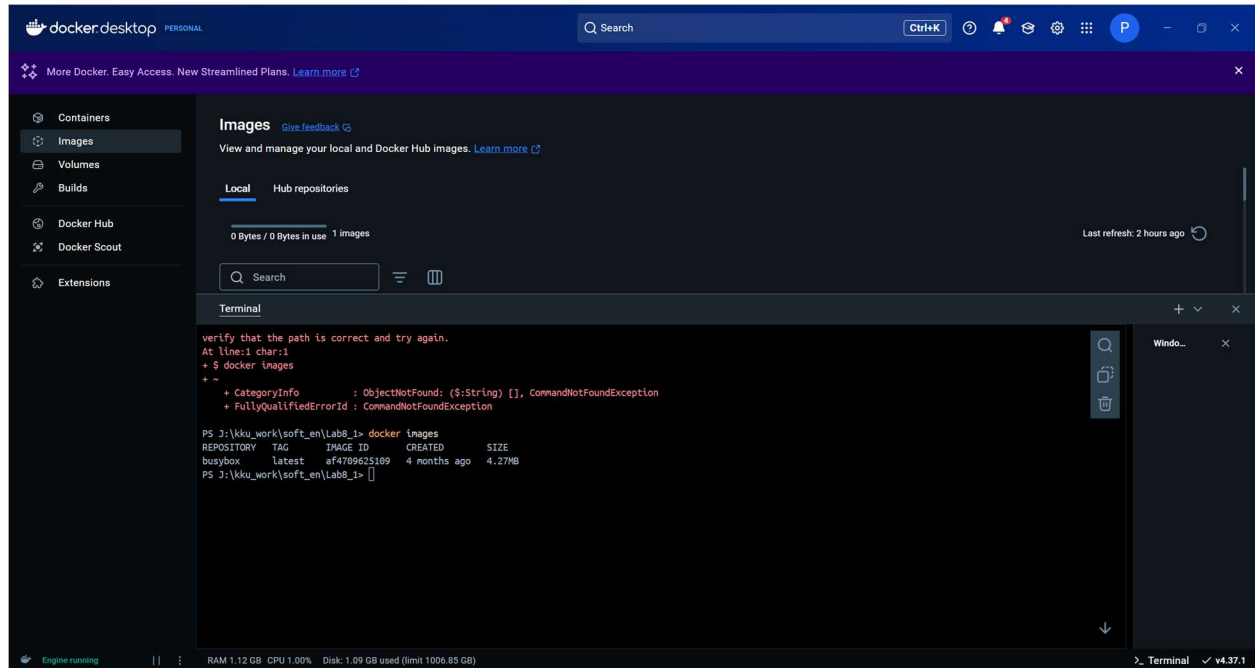 docker.desktop PERSONAL
Search
Ctrl+K
4
P
More Docker. Easy Access. New Streamlined Plans. Learn more
Containers
Images
Volumes
Builds
Docker Hub
Docker Scout
Extensions
Images Give feedback
View and manage your local and Docker Hub images. Learn more
Local Hub repositories
0 Bytes / 0 Bytes in use 1 images
Last refresh: 2 hours ago
Search
Terminal
verify that the path is correct and try again.
At line:1 char:1
+ $ docker images
+ ~
+ CategoryInfo : ObjectNotFound: ($:String) [], CommandNotFoundException
+ FullyQualifiedErrorId : CommandNotFoundException
PS J:\kku_work\soft_en\Lab8_1> docker images
REPOSITORY TAG IMAGE ID CREATED SIZE
busybox latest af4709625109 4 months ago 4.27MB
PS J:\kku_work\soft_en\Lab8_1>
Windo...
Engine running
RAM 1.12 GB CPU 1.00% Disk: 1.09 GB used (limit 1006.85 GB)
>_ Terminal v4.37.1